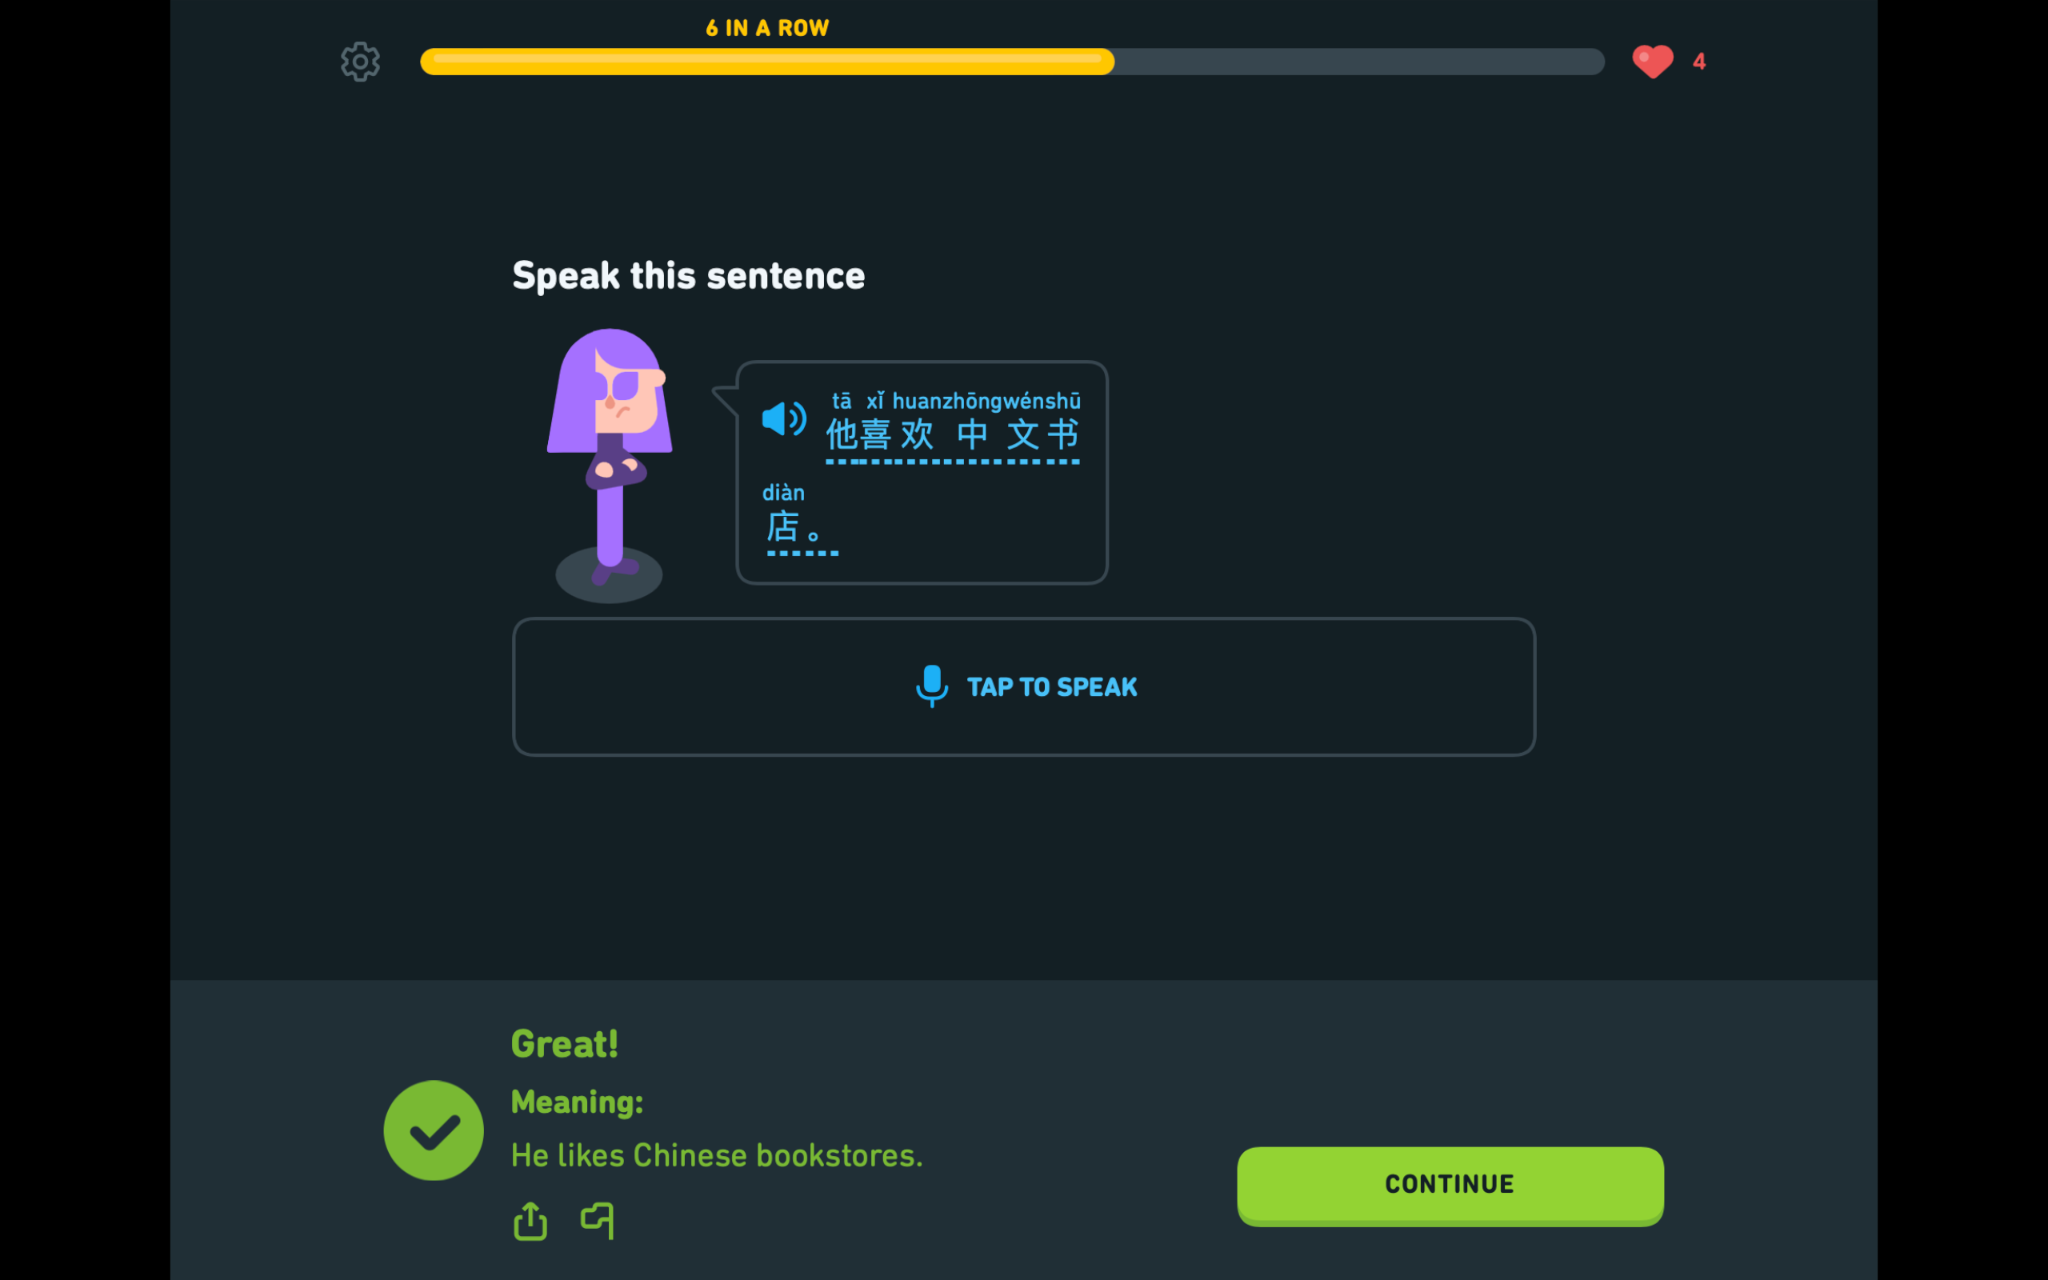 6 IN A ROW
4
Speak this sentence
tā xǐ huanzhōngwénshū
他喜欢中文书
diàn
店。
TAP TO SPEAK
Great!
Meaning:
He likes Chinese bookstores.
CONTINUE